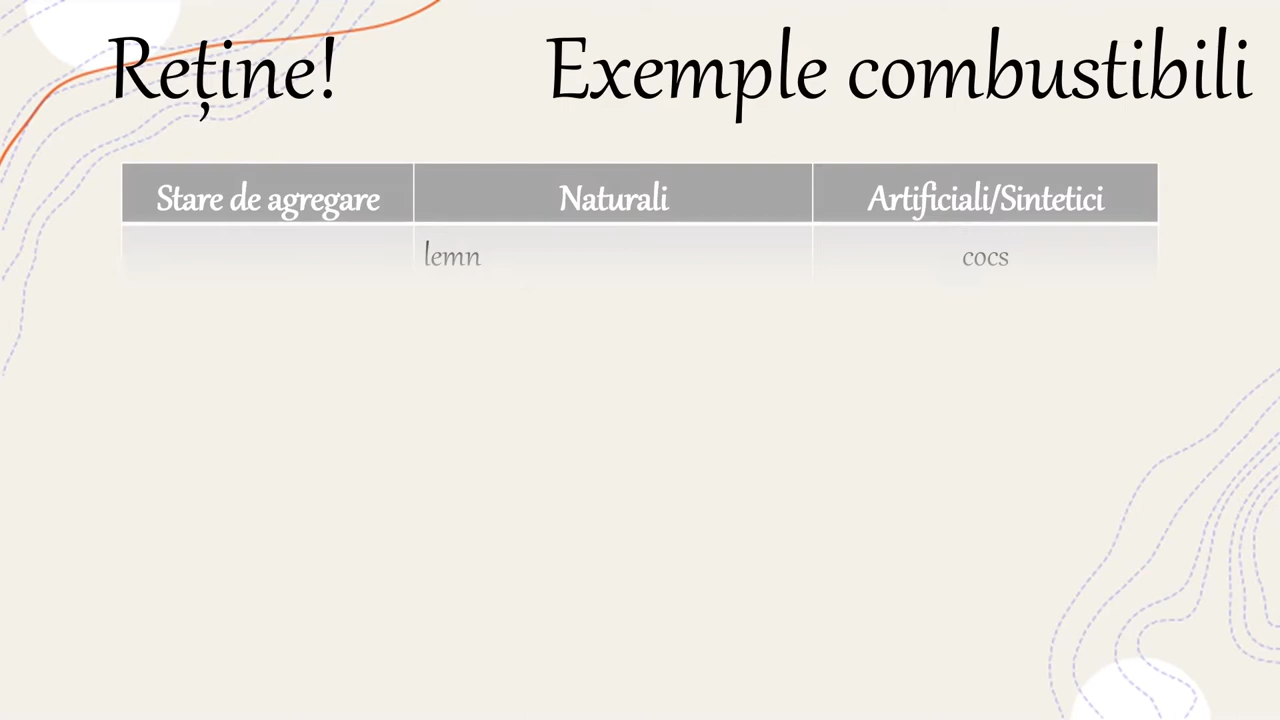 Reține! Exemple combustibili
Stare de agregare Naturali Artificiali/Sintetici
lemn cocs